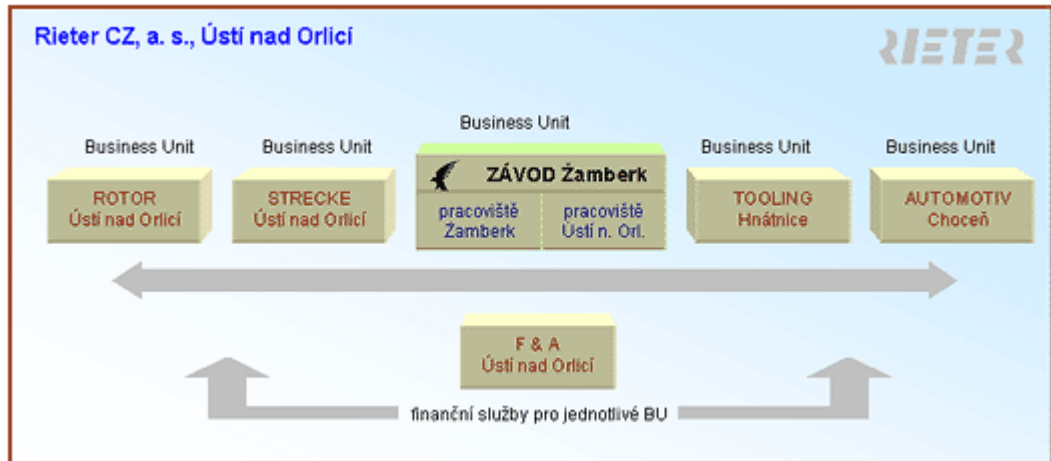 Rieter CZ, a. s., Ústí nad Orlicí
RIETER
Business Unit
Business Unit
Business Unit
Business Unit
Business Unit
ROTOR
Ústí nad Orlicí
STRECKE
Ústí nad Orlicí
ZÁVOD Žamberk
pracoviště
Žamberk
pracoviště
Ústí n. Orl.
TOOLING
Hnátnice
AUTOMOTIV
Choceň
F & A
Ústí nad Orlicí
finanční služby pro jednotlivé BU